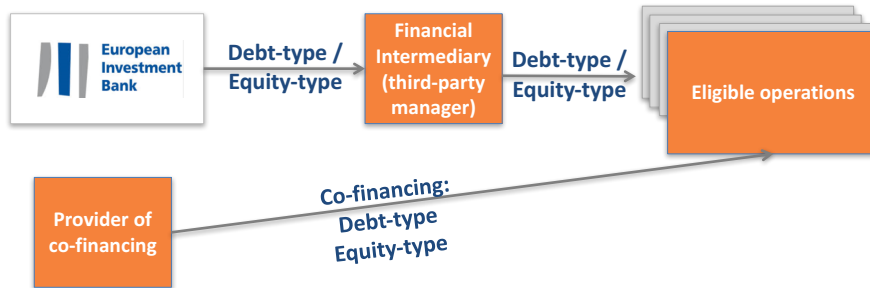 European
Investment
Bank
Debt-type /
Equity-type
Financial
Intermediary
(third-party
manager)
Debt-type /
Equity-type
Eligible operations
Provider of
co-financing
Co-financing:
Debt-type
Equity-type